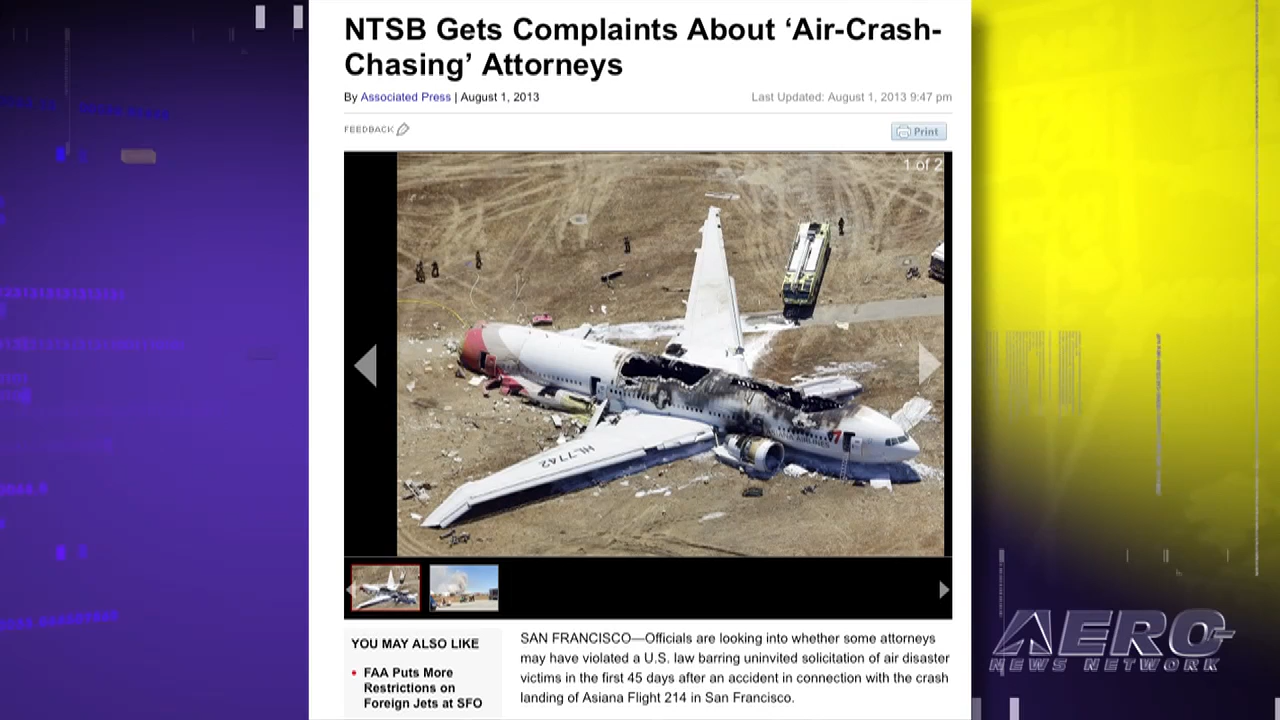 NTSB Gets Complaints About ‘Air-Crash-
Chasing’ Attorneys
By Associated Press | August 1, 2013
Last Updated: August 1, 2013 9:47 pm
FEEDBACK
Print
1 of 2
HL7742
YOU MAY ALSO LIKE
• FAA Puts More
Restrictions on
Foreign Jets at SFO
SAN FRANCISCO—Officials are looking into whether some attorneys
may have violated a U.S. law barring uninvited solicitation of air disaster
victims in the first 45 days after an accident in connection with the crash
landing of Asiana Flight 214 in San Francisco.
AERO-
NEWS NETWORK